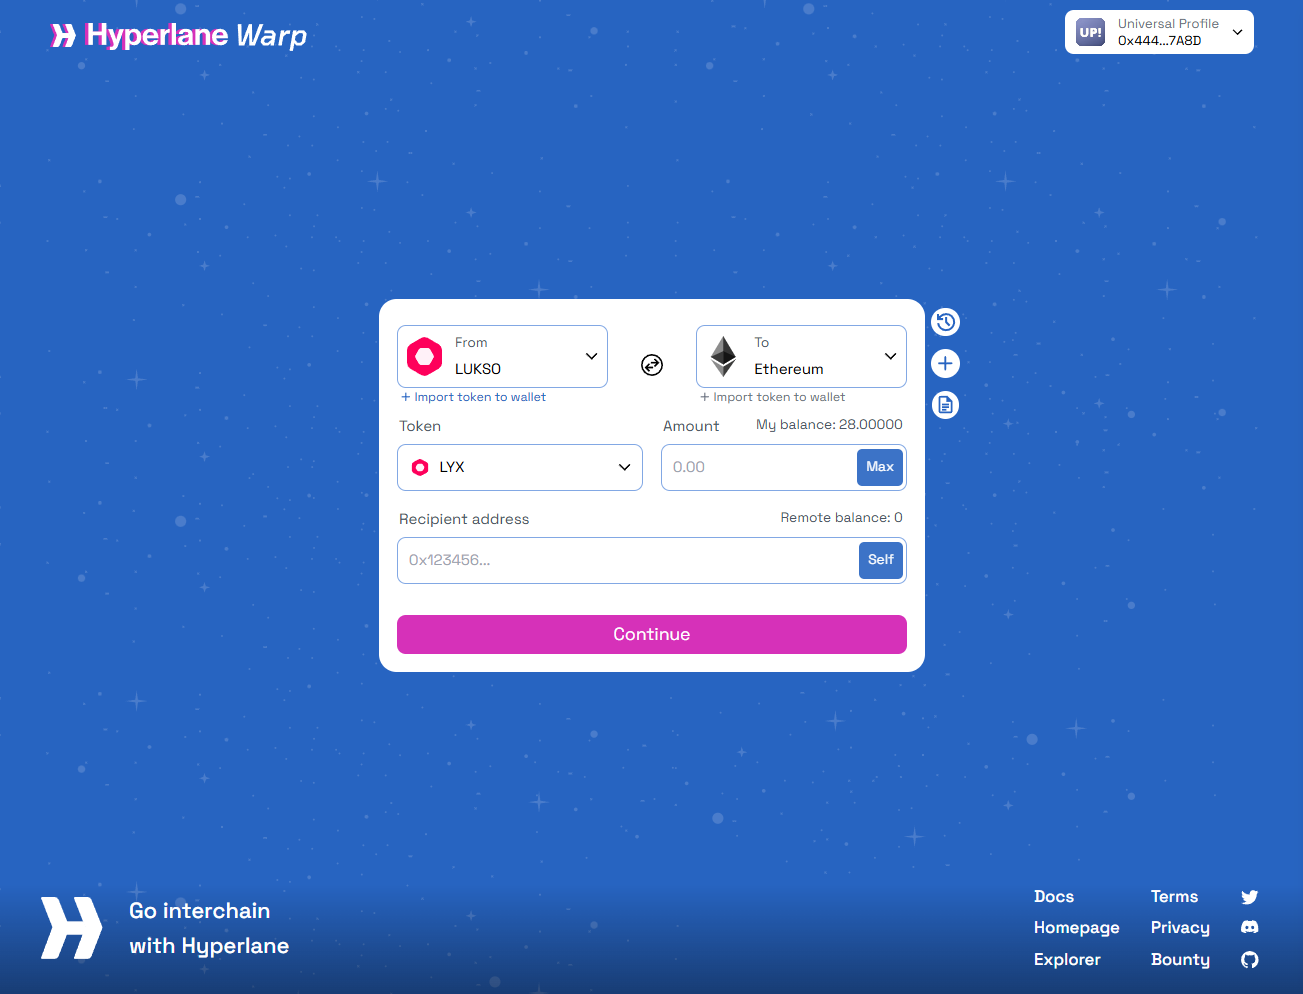 Hyperlane Warp
UP!
Universal Profile
0x444...7A8D
From
LUKSO
To
Ethereum
+ Import token to wallet
+ Import token to wallet
Token
Amount
My balance: 28.00000
LYX
0.00
Max
Recipient address
Remote balance: 0
0x123456...
Self
Continue
Go interchain
with Hyperlane
Docs
Terms
Homepage
Privacy
Explorer
Bounty